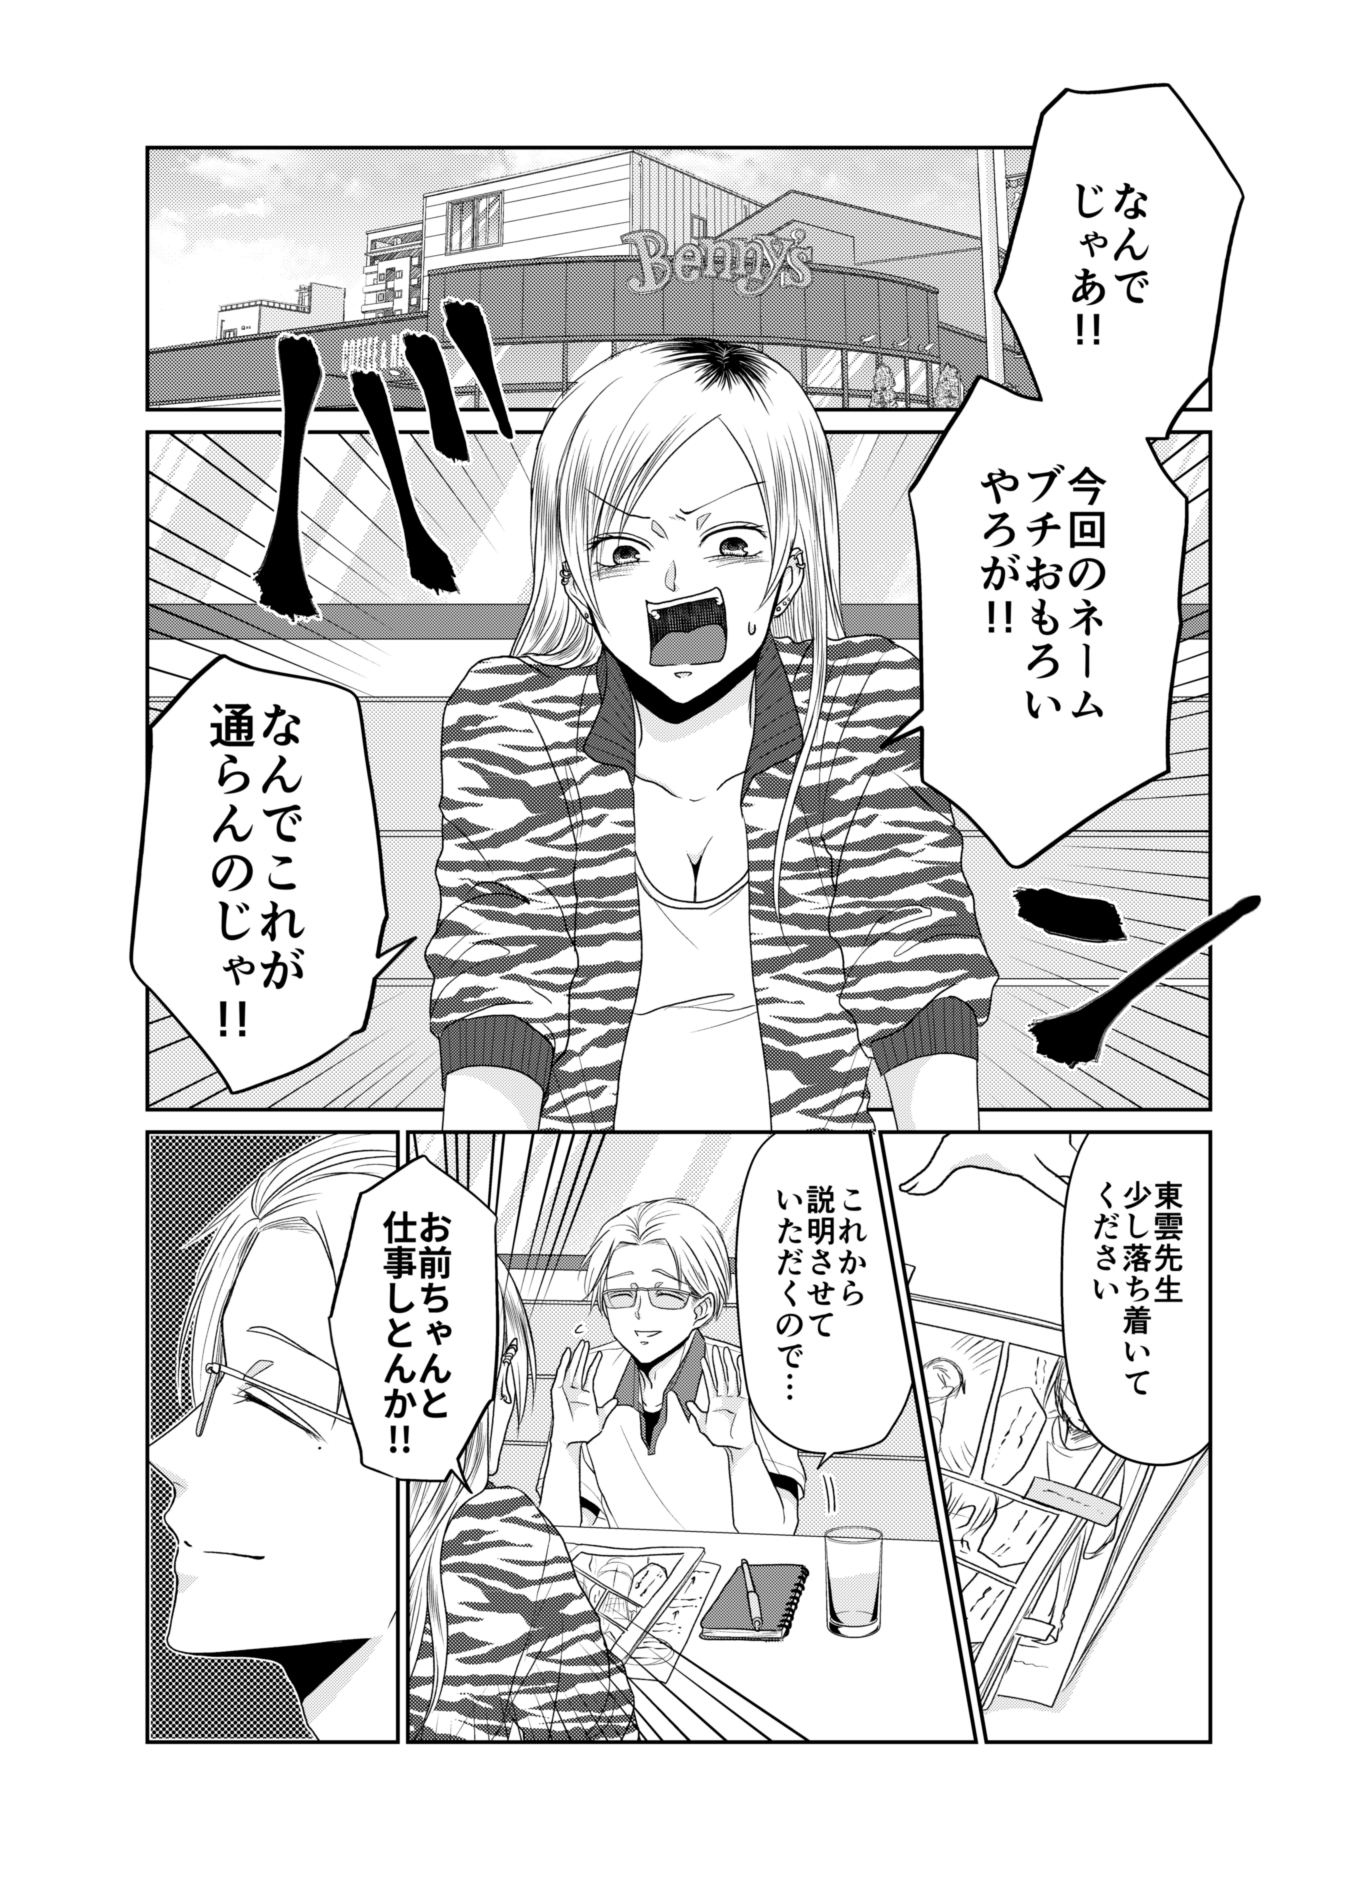 Benny's
なんで
じゃあ!!
今回のネーム
ブチおもろい
やろが!!
バーン
なんでこれが
通らんのじゃ!!
東雲先生
少し落ち着いて
ください
これから
説明させて
いただくので…
お前ちゃんと
仕事しとんか!!